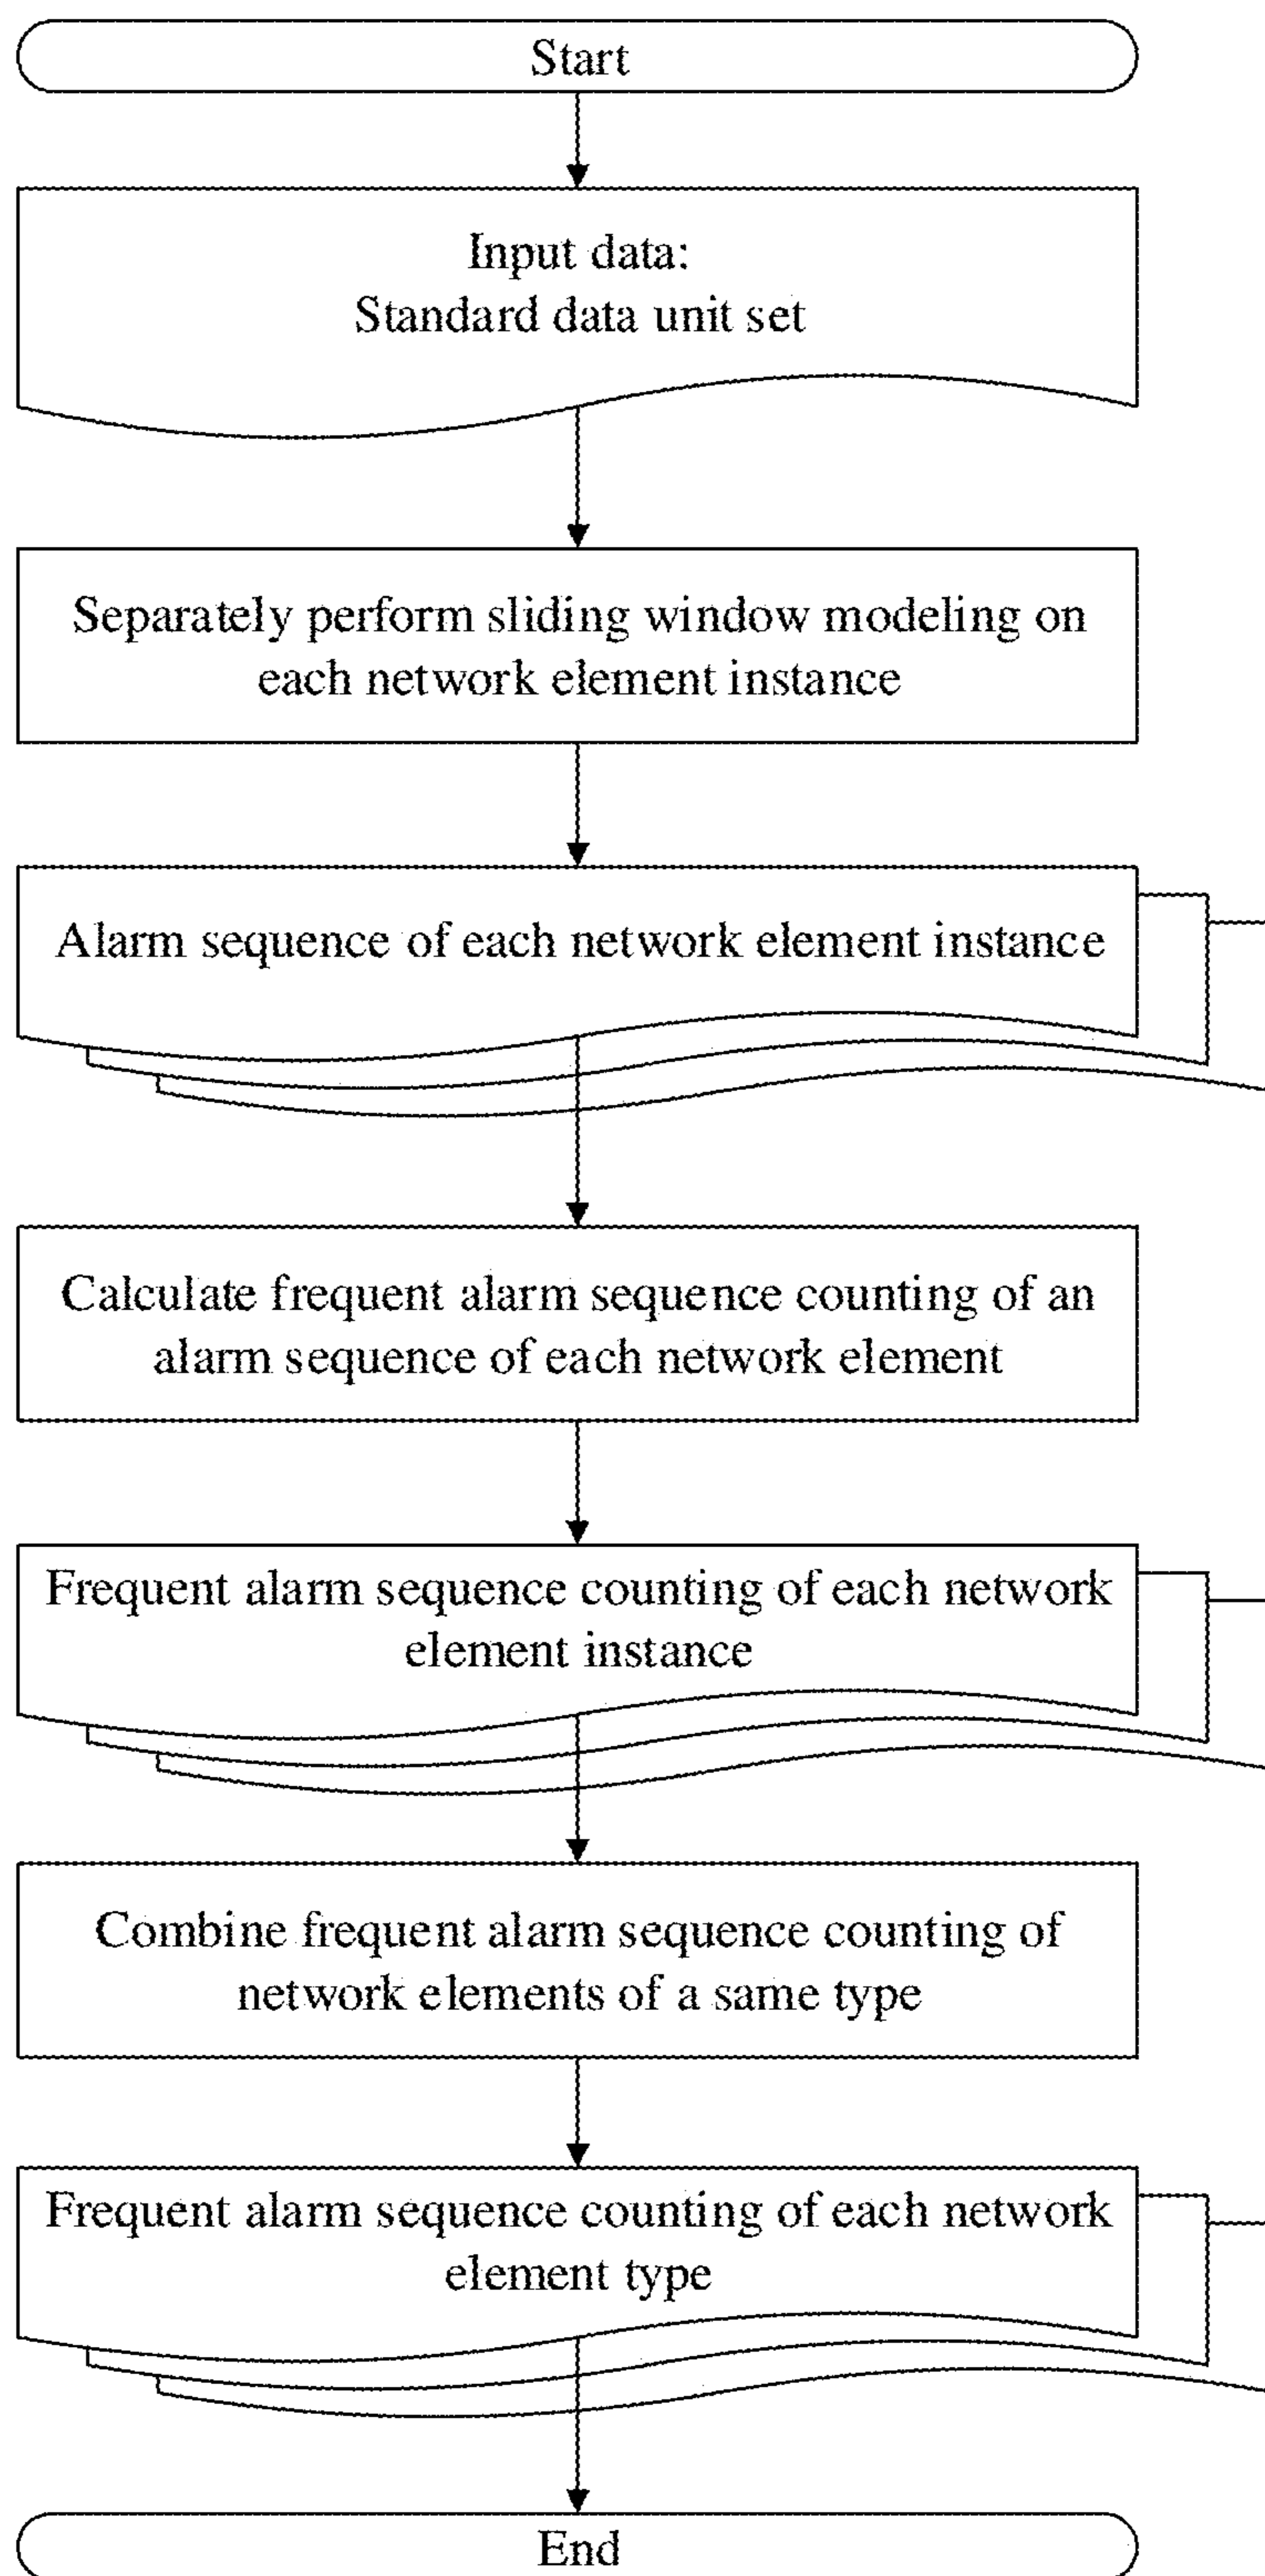 Start
Input data:
Standard data unit set
Separately perform sliding window modeling on
each network element instance
Alarm sequence of each network element instance
Calculate frequent alarm sequence counting of an
alarm sequence of each network element
Frequent alarm sequence counting of each network
element instance
Combine frequent alarm sequence counting of
network elements of a same type
Frequent alarm sequence counting of each network
element type
End